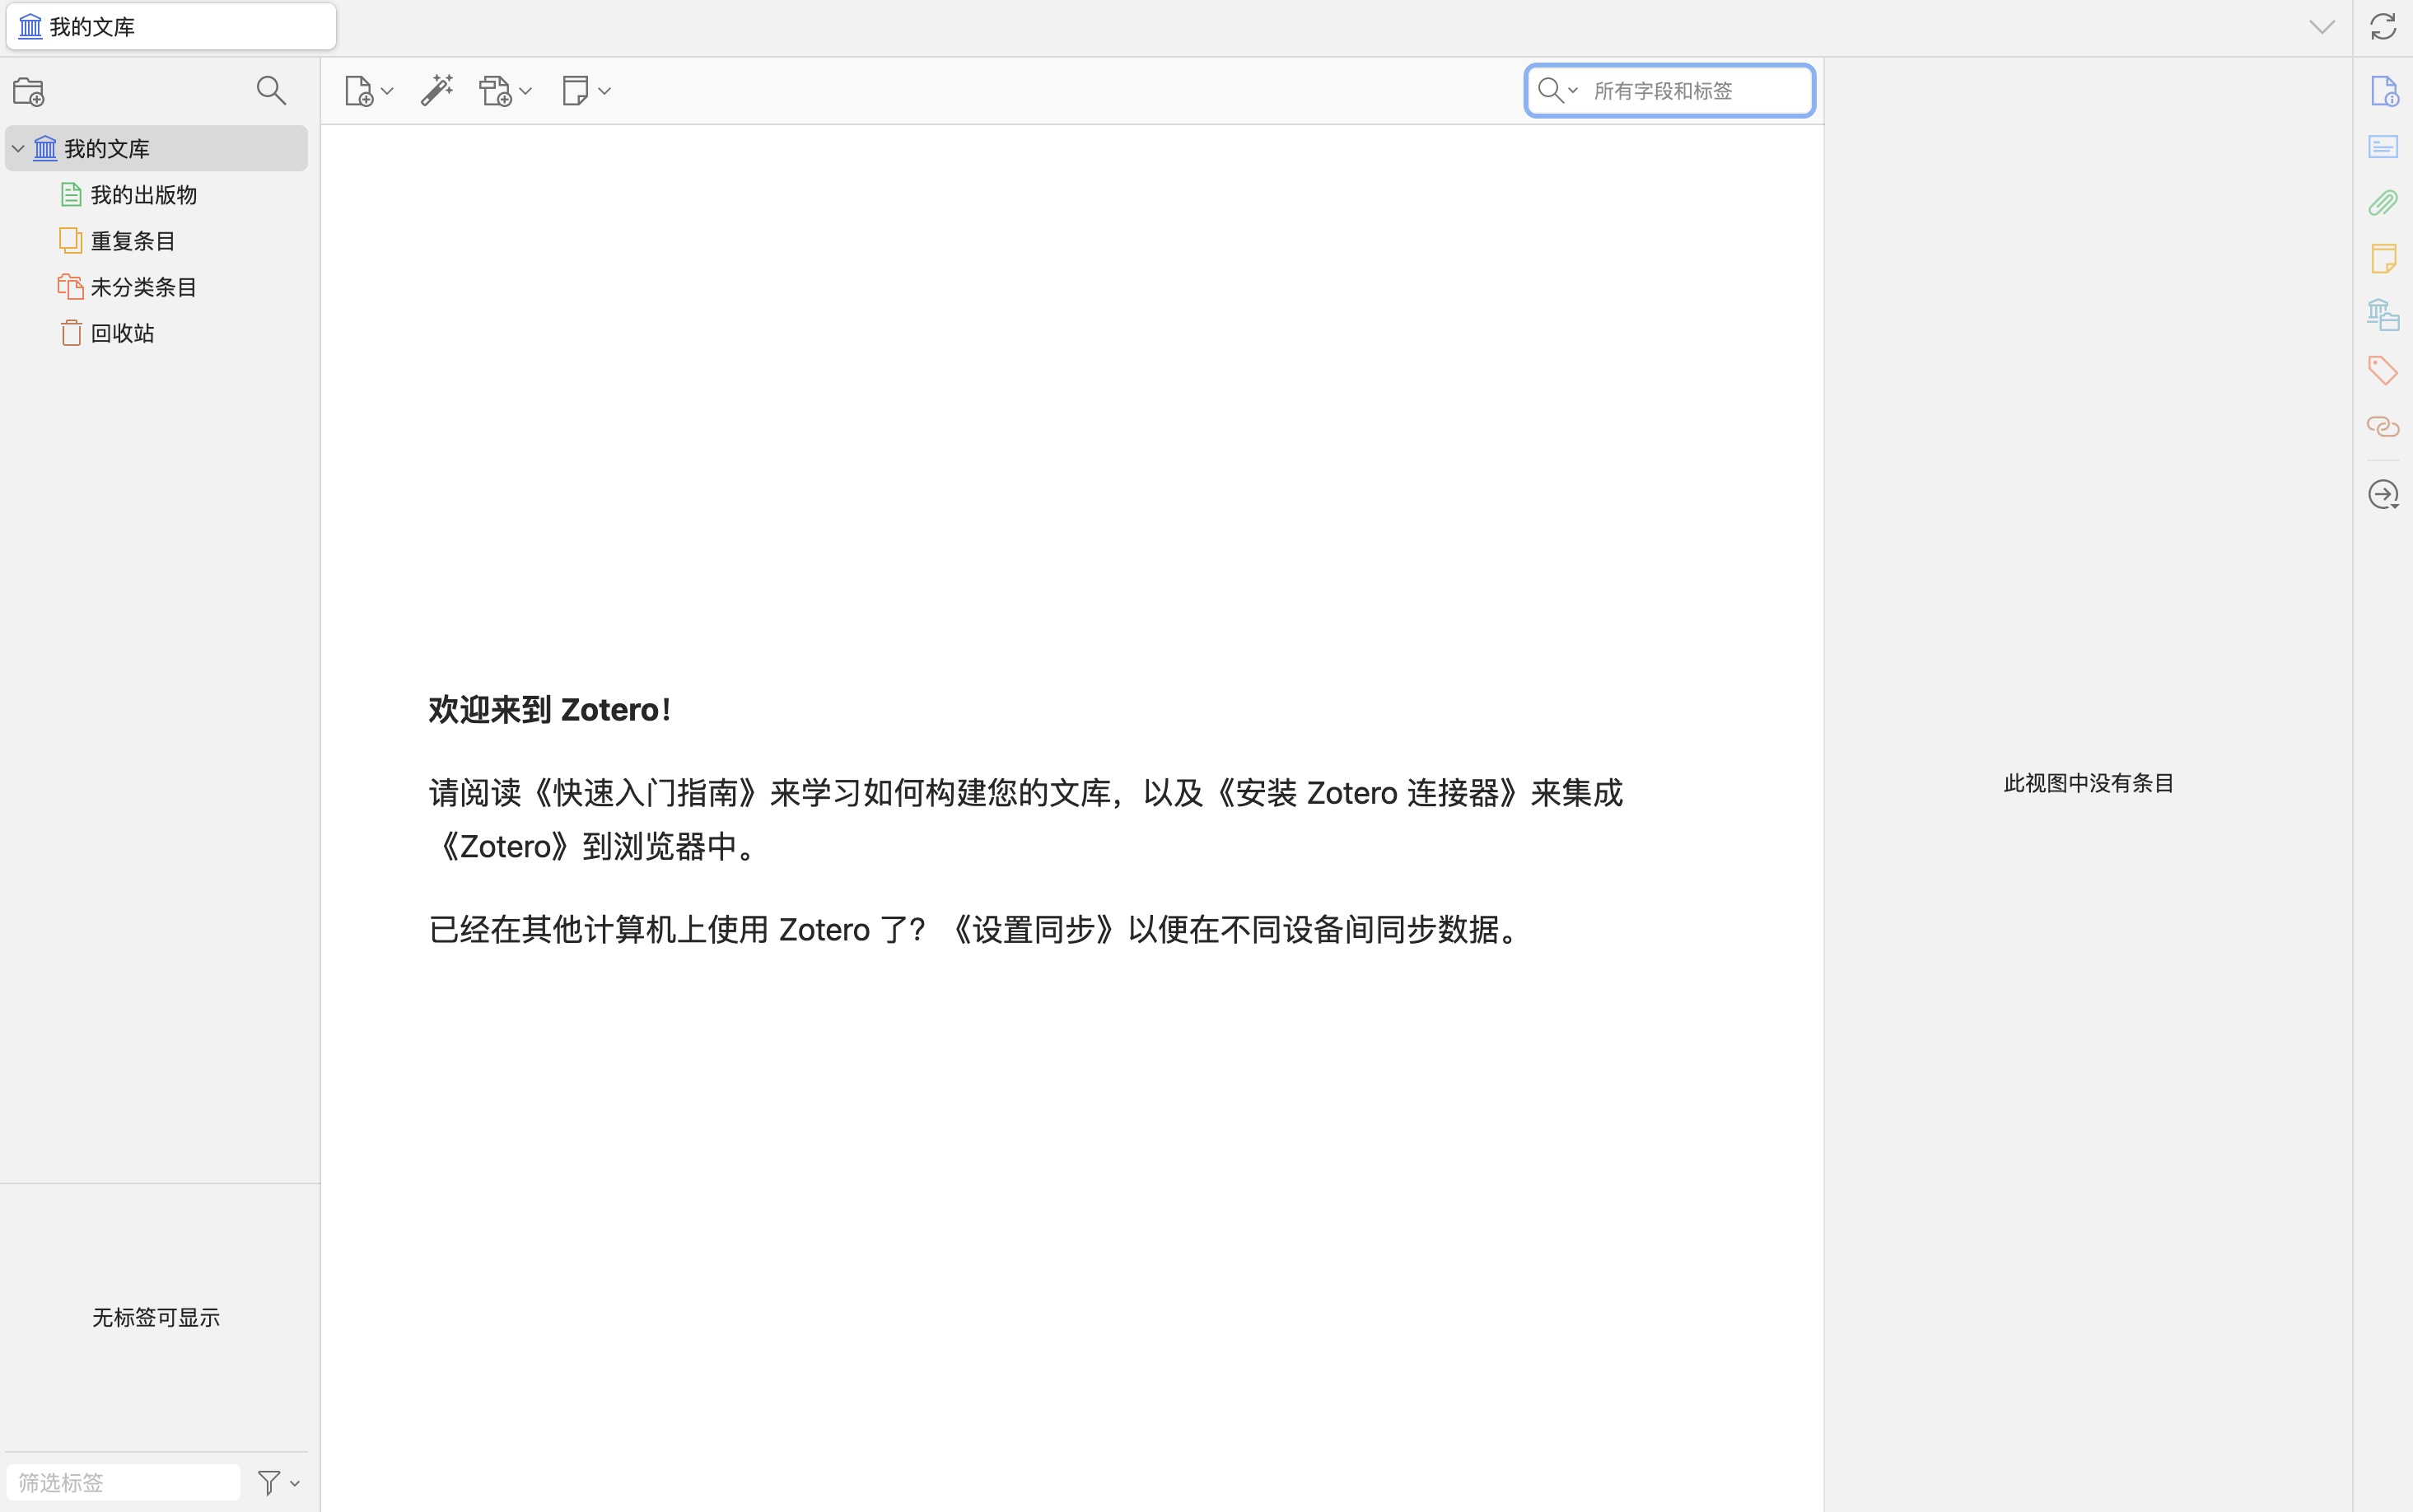 我的文库
所有字段和标签
我的文库
我的出版物
重复条目
未分类条目
回收站
欢迎来到 Zotero！
请阅读《快速入门指南》来学习如何构建您的文库，以及《安装 Zotero 连接器》来集成
《Zotero》到浏览器中。
已经在其他计算机上使用 Zotero 了？《设置同步》以便在不同设备间同步数据。
此视图中没有条目
无标签可显示
筛选标签